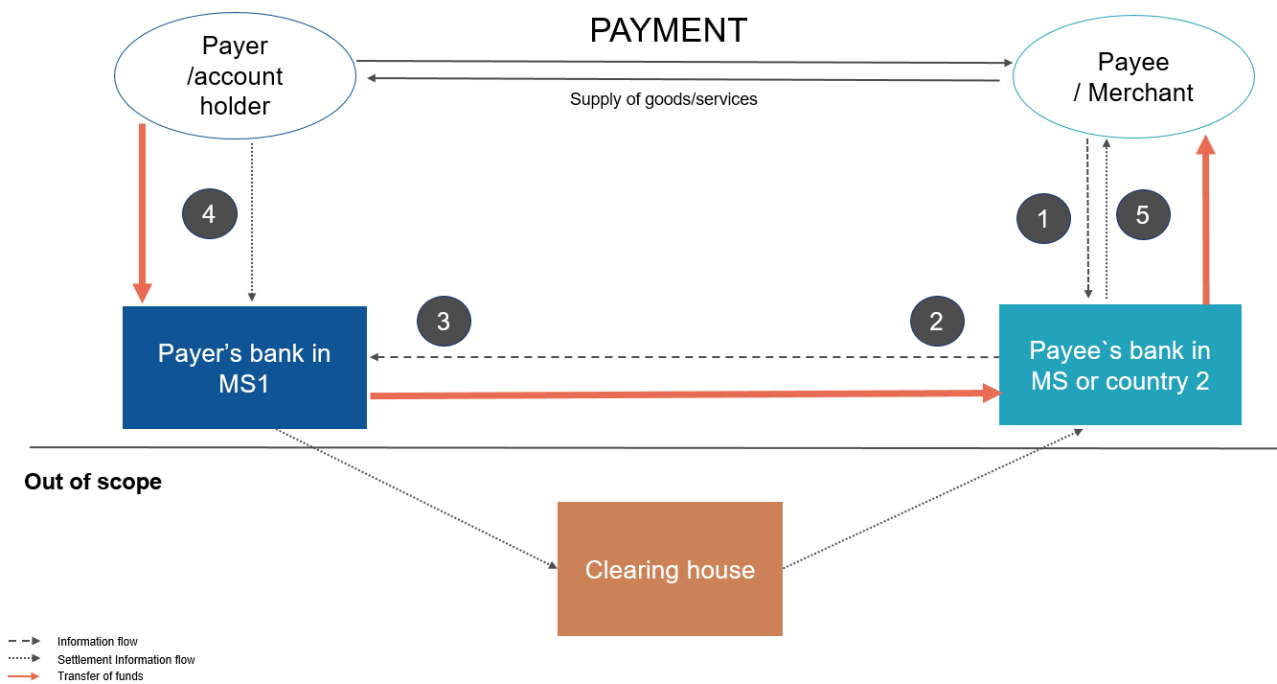 PAYMENT
Payer
/account
holder
Payee
/ Merchant
Supply of goods/services
4
1
5
3
2
Payer’s bank in
MS1
Payee`s bank in
MS or country 2
Out of scope
Clearing house
Information flow
Settlement Information flow
Transfer of funds